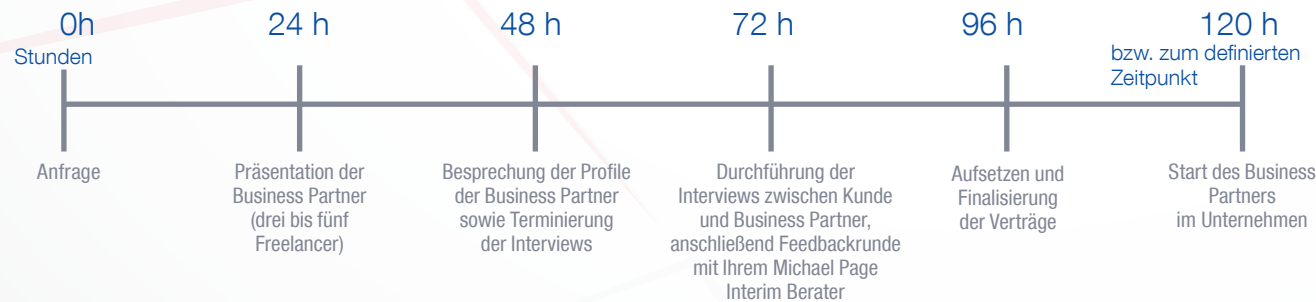 0h
Stunden
24 h
48 h
72 h
96 h
120 h
bzw. zum definierten
Zeitpunkt
Anfrage
Präsentation der
Business Partner
(drei bis fünf
Freelancer)
Besprechung der Profile
der Business Partner
sowie Terminierung
der Interviews
Durchführung der
Interviews zwischen Kunde
und Business Partner,
anschließend Feedbackrunde
mit Ihrem Michael Page
Interim Berater
Aufsetzen und
Finalisierung
der Verträge
Start des Business
Partners
im Unternehmen